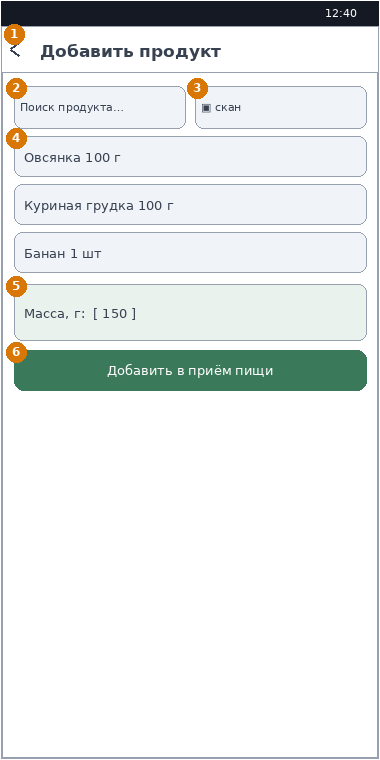 12:40
1
Добавить продукт
2 3
Поиск продукта... ▣ скан
4
Овсянка 100 г
Куриная грудка 100 г
Банан 1 шт
5
Масса, г: [ 150 ]
6
Добавить в приём пищи